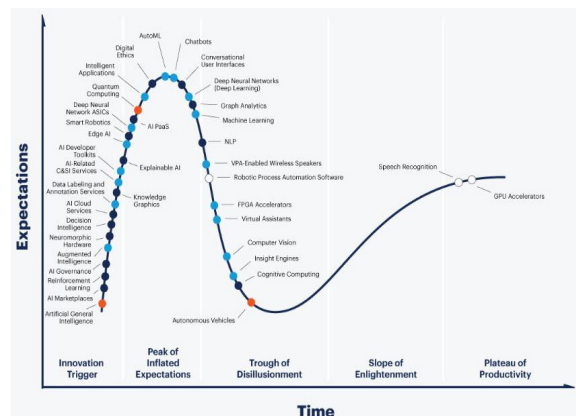 AutoML
Chatbots
Digital
Ethics
Conversational
User Interfaces
Intelligent
Applications
Deep Neural Networks
(Deep Learning)
Quantum
Computing
Graph Analytics
Deep Neural
Network ASICs
Machine Learning
Smart Robotics
AI PaaS
Edge AI
NLP
AI Developer
Toolkits
Explainable AI
VPA-Enabled Wireless Speakers
Speech Recognition
AI-Related
C&SI Services
Robotic Process Automation Software
Data Labeling and
Annotation Services
Knowledge
Graphics
GPU Accelerators
AI Cloud
Services
FPGA Accelerators
Decision
Intelligence
Virtual Assistants
Neuromorphic
Hardware
Computer Vision
Augmented
Intelligence
Insight Engines
AI Governance
Cognitive Computing
Reinforcement
Learning
AI Marketplaces
Artificial General
Intelligence
Autonomous Vehicles
Expectations
Innovation
Trigger
Peak of
Inflated
Expectations
Trough of
Disillusionment
Slope of
Enlightenment
Plateau of
Productivity
Time